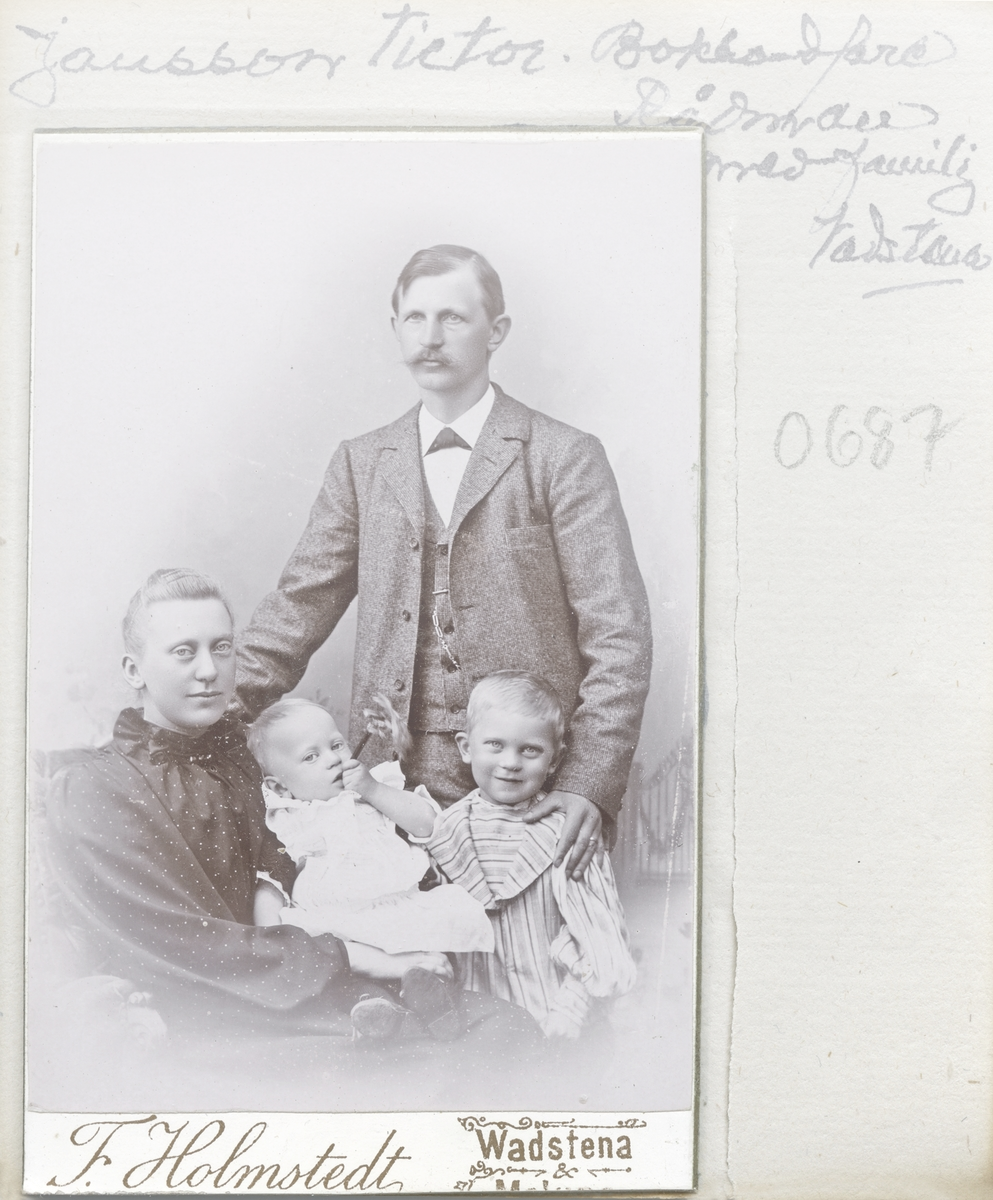 Jansson Victor. Bokhandlare
Rådman
med familj
Vadstena
0687
F. Holmstedt
Wadstena
&